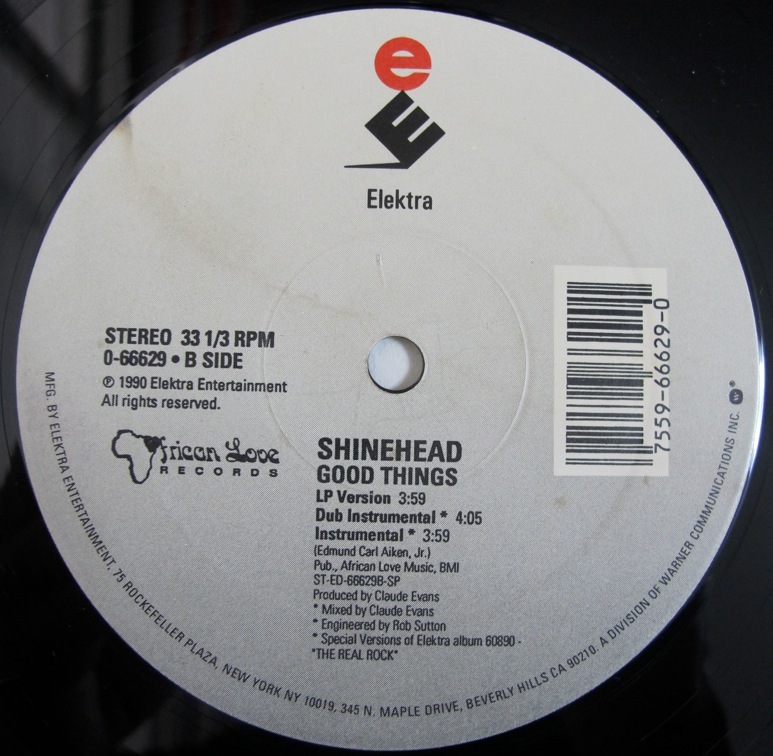 e
E
Elektra
STEREO 33 1/3 RPM
0-66629 • B SIDE
℗ 1990 Elektra Entertainment
All rights reserved.
African Love
RECORDS
7559-66629-0
SHINEHEAD
GOOD THINGS
LP Version 3:59
Dub Instrumental * 4:05
Instrumental * 3:59
(Edmund Carl Aiken, Jr.)
Pub., African Love Music, BMI
ST-ED-66629B-SP
Produced by Claude Evans
* Mixed by Claude Evans
* Engineered by Rob Sutton
* Special Versions of Elektra album 60890 -
"THE REAL ROCK"
MFG. BY ELEKTRA ENTERTAINMENT, 75 ROCKEFELLER PLAZA, NEW YORK NY 10019, 345 N. MAPLE DRIVE, BEVERLY HILLS CA 90210. A DIVISION OF WARNER COMMUNICATIONS INC. W ®